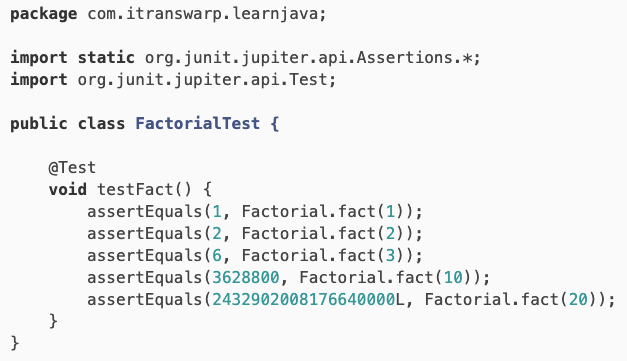 package com.itranswarp.learnjava;

import static org.junit.jupiter.api.Assertions.*;
import org.junit.jupiter.api.Test;

public class FactorialTest {

    @Test
    void testFact() {
        assertEquals(1, Factorial.fact(1));
        assertEquals(2, Factorial.fact(2));
        assertEquals(6, Factorial.fact(3));
        assertEquals(3628800, Factorial.fact(10));
        assertEquals(2432902008176640000L, Factorial.fact(20));
    }
}